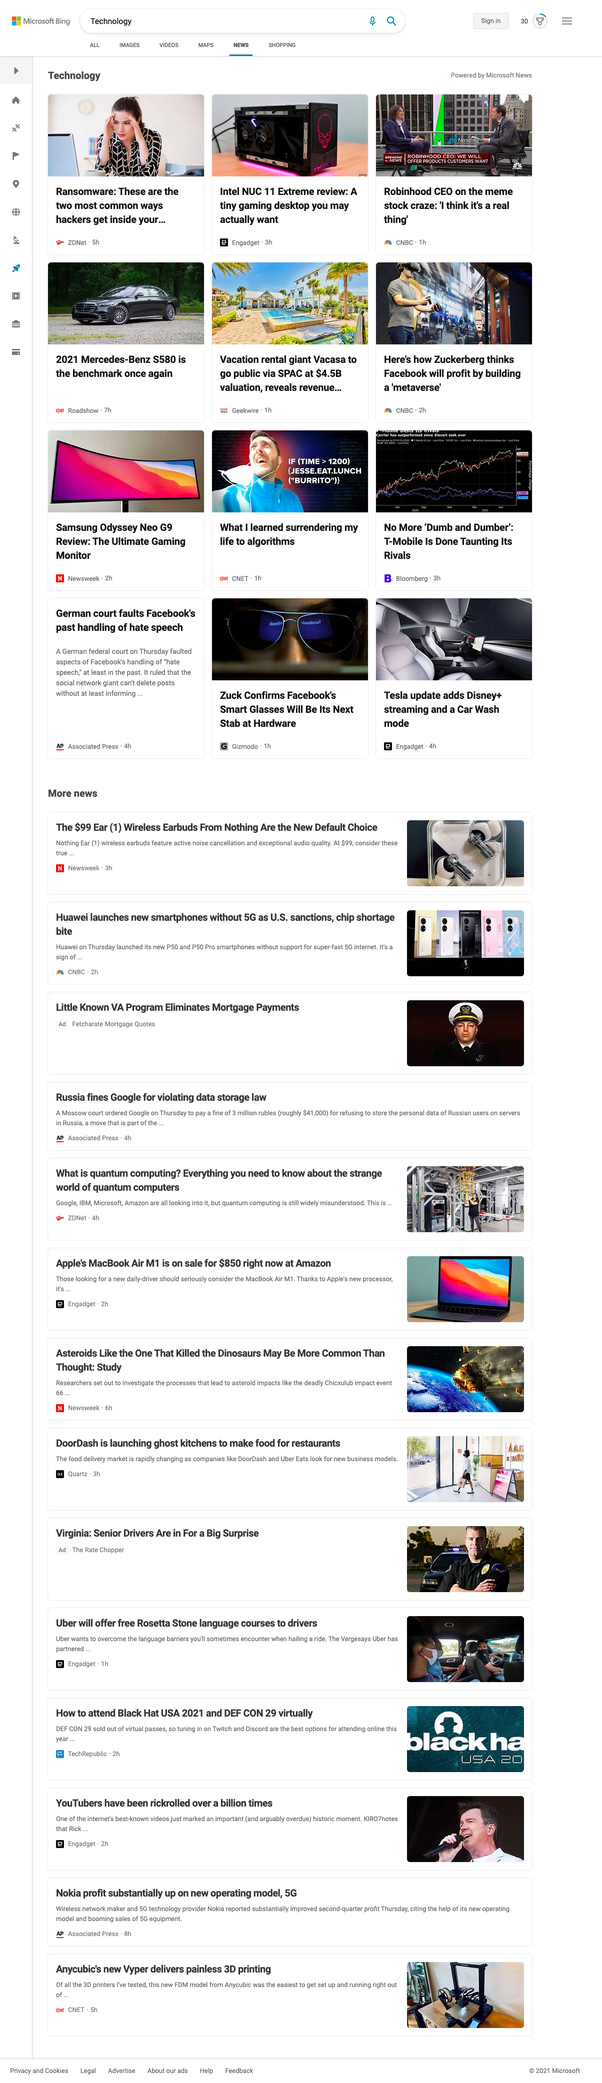 Microsoft Bing
Technology
Sign in
30
ALL
IMAGES
VIDEOS
MAPS
NEWS
SHOPPING
Technology
Powered by Microsoft News
Ransomware: These are the
two most common ways
hackers get inside your...
ZDNet · 5h
Intel NUC 11 Extreme review: A
tiny gaming desktop you may
actually want
Engadget · 3h
ROBINHOOD CEO: WE WILL
OFFER PRODUCTS CUSTOMERS WANT
Robinhood CEO on the meme
stock craze: 'I think it's a real
thing'
CNBC · 1h
2021 Mercedes-Benz S580 is
the benchmark once again
Roadshow · 7h
Vacation rental giant Vacasa to
go public via SPAC at $4.5B
valuation, reveals revenue...
Geekwire · 1h
Here's how Zuckerberg thinks
Facebook will profit by building
a 'metaverse'
CNBC · 2h
Samsung Odyssey Neo G9
Review: The Ultimate Gaming
Monitor
Newsweek · 2h
IF (TIME > 1200)
{JESSE.EAT.LUNCH
("BURRITO")}
What I learned surrendering my
life to algorithms
CNET · 1h
No More ‘Dumb and Dumber’:
T-Mobile Is Done Taunting Its
Rivals
Bloomberg · 3h
German court faults Facebook's
past handling of hate speech
A German federal court on Thursday faulted
aspects of Facebook's handling of "hate
speech," at least in the past. It ruled that the
social network giant can't delete posts
without at least informing ...
Associated Press · 4h
Zuck Confirms Facebook's
Smart Glasses Will Be Its Next
Stab at Hardware
Gizmodo · 1h
Tesla update adds Disney+
streaming and a Car Wash
mode
Engadget · 4h
More news
The $99 Ear (1) Wireless Earbuds From Nothing Are the New Default Choice
Nothing Ear (1) wireless earbuds feature active noise cancellation and exceptional audio quality. At $99, consider these
true ...
Newsweek · 3h
Huawei launches new smartphones without 5G as U.S. sanctions, chip shortage
bite
Huawei on Thursday launched its new P50 and P50 Pro smartphones without support for super-fast 5G internet. It's a
sign of ...
CNBC · 2h
Little Known VA Program Eliminates Mortgage Payments
Ad Fetcharate Mortgage Quotes
Russia fines Google for violating data storage law
A Moscow court ordered Google on Thursday to pay a fine of 3 million rubles (roughly $41,000) for refusing to store the personal data of Russian users on servers
in Russia, a move that is part of the ...
Associated Press · 4h
What is quantum computing? Everything you need to know about the strange
world of quantum computers
Google, IBM, Microsoft, Amazon are all looking into it, but quantum computing is still widely misunderstood. This is ...
ZDNet · 4h
Apple's MacBook Air M1 is on sale for $850 right now at Amazon
Those looking for a new daily-driver should seriously consider the MacBook Air M1. Thanks to Apple's new processor,
it's ...
Engadget · 2h
Asteroids Like the One That Killed the Dinosaurs May Be More Common Than
Thought: Study
Researchers set out to investigate the processes that lead to asteroid impacts like the deadly Chicxulub impact event
66 ...
Newsweek · 6h
DoorDash is launching ghost kitchens to make food for restaurants
The food delivery market is rapidly changing as companies like DoorDash and Uber Eats look for new business models.
Quartz · 3h
Virginia: Senior Drivers Are in For a Big Surprise
Ad The Rate Chopper
Uber will offer free Rosetta Stone language courses to drivers
Uber wants to overcome the language barriers you'll sometimes encounter when hailing a ride. The Vergesays Uber has
partnered ...
Engadget · 1h
How to attend Black Hat USA 2021 and DEF CON 29 virtually
DEF CON 29 sold out of virtual passes, so tuning in on Twitch and Discord are the best options for attending online this
year ...
TechRepublic · 2h
black ha
USA 20
YouTubers have been rickrolled over a billion times
One of the internet's best-known videos just marked an important (and arguably overdue) historic moment. KIRO7notes
that Rick ...
Engadget · 2h
Nokia profit substantially up on new operating model, 5G
Wireless network maker and 5G technology provider Nokia reported substantially improved second-quarter profit Thursday, citing the help of its new operating
model and booming sales of 5G equipment.
Associated Press · 8h
Anycubic's new Vyper delivers painless 3D printing
Of all the 3D printers I've tested, this new FDM model from Anycubic was the easiest to get set up and running right out
of ...
CNET · 5h
Privacy and Cookies
Legal
Advertise
About our ads
Help
Feedback
© 2021 Microsoft